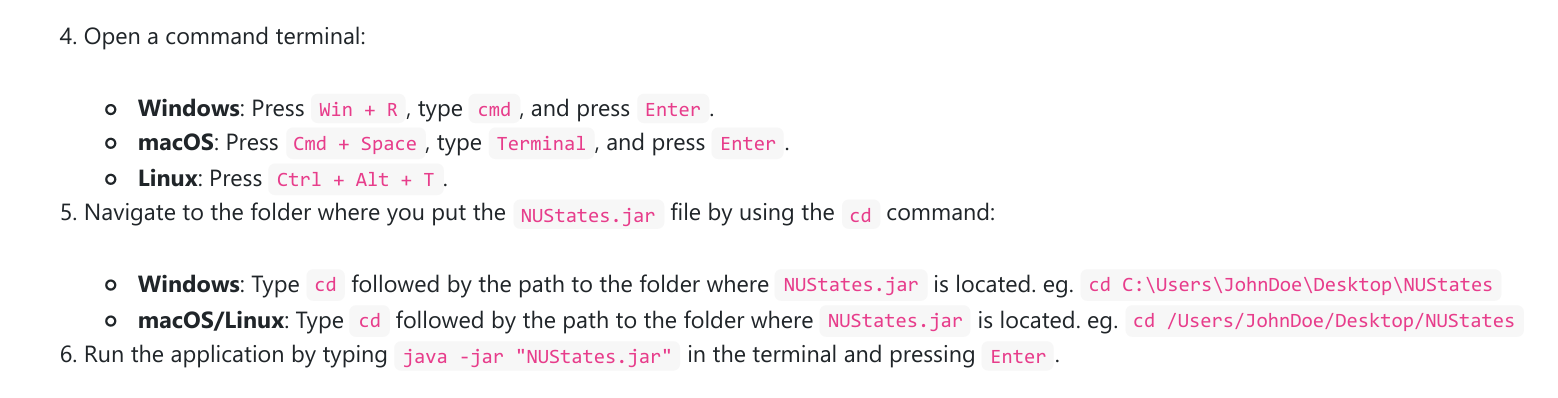 4. Open a command terminal:
Windows: Press Win + R, type cmd, and press Enter.
macOS: Press Cmd + Space, type Terminal, and press Enter.
Linux: Press Ctrl + Alt + T.
5. Navigate to the folder where you put the NUStates.jar file by using the cd command:
Windows: Type cd followed by the path to the folder where NUStates.jar is located. eg. cd C:\Users\JohnDoe\Desktop\NUStates
macOS/Linux: Type cd followed by the path to the folder where NUStates.jar is located. eg. cd /Users/JohnDoe/Desktop/NUStates
6. Run the application by typing java -jar "NUStates.jar" in the terminal and pressing Enter.